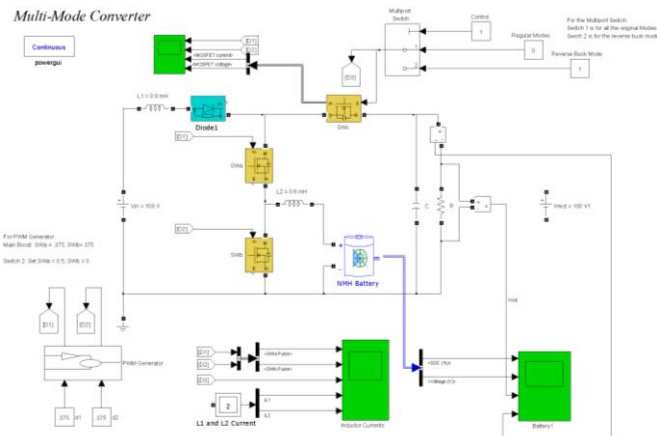 Multi-Mode Converter
Continuous
powergui
[D1]
[D2]
<MOSFET current>
<MOSFET voltage>
Multiport
Switch
Control
1
Regular Modes
0
Reverse Buck Mode
1
1
2
[D3]
For the Multiport Switch
Switch 1 is for all the original Modes
Switch 2 is for the reverse buck mode
L1 = 0.6 mH
Diode1
[D1]
SWa
[D2]
SWb
L2 = 0.6 mH
Vin = 100 V
C
R
NMH Battery
m
Vout
For PWM Generator:
Main Boost: SWa = .375, SWb=.375
Switch 2: Set SWa = 0.5, SWb = 0
[D1]
[D2]
PWM Generator
.375
d1
.375
d2
[D1]
[D2]
[D3]
<SWa Pulse>
<SWb Pulse>
2
iL1
iL2
L1 and L2 Current
Inductor Currents
<SOC (%)>
<Voltage (V)>
Battery1